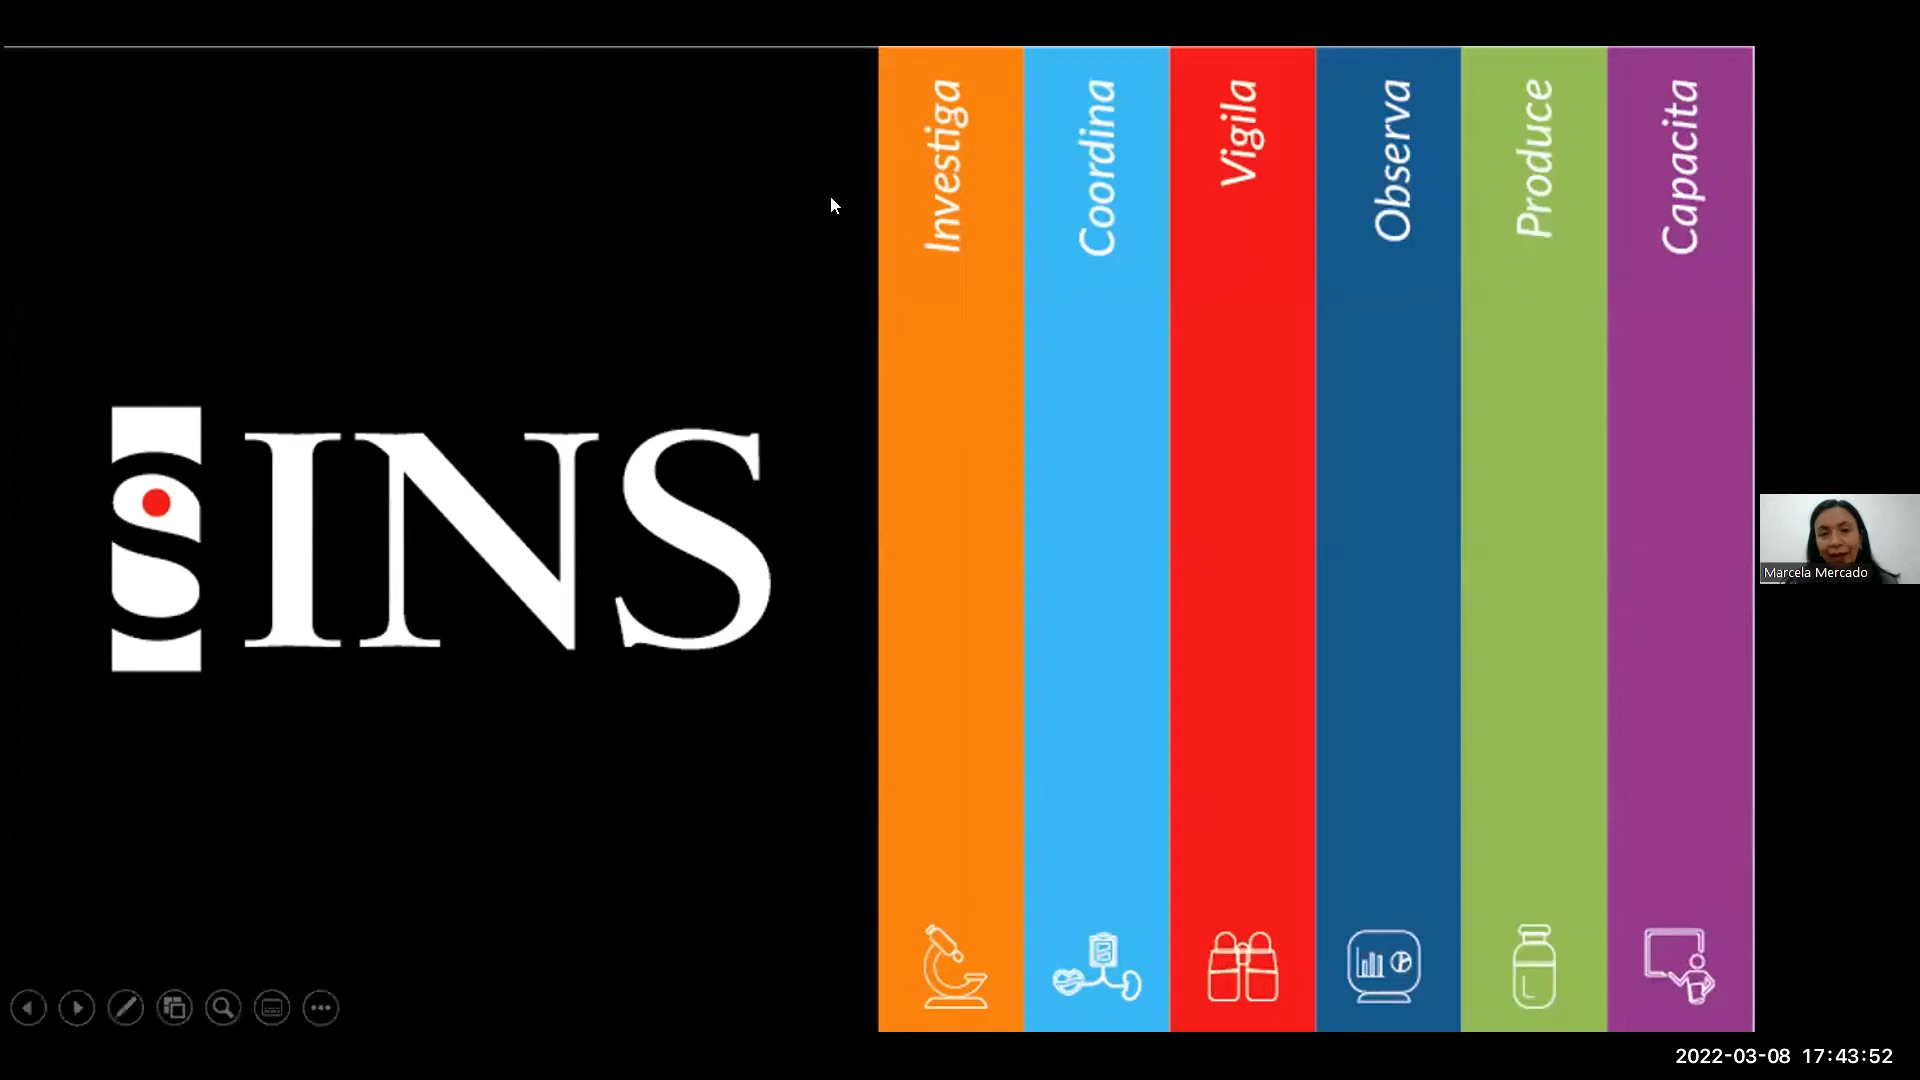 INS
Investiga
Coordina
Vigila
Observa
Produce
Capacita
Marcela Mercado
2022-03-08 17:43:52